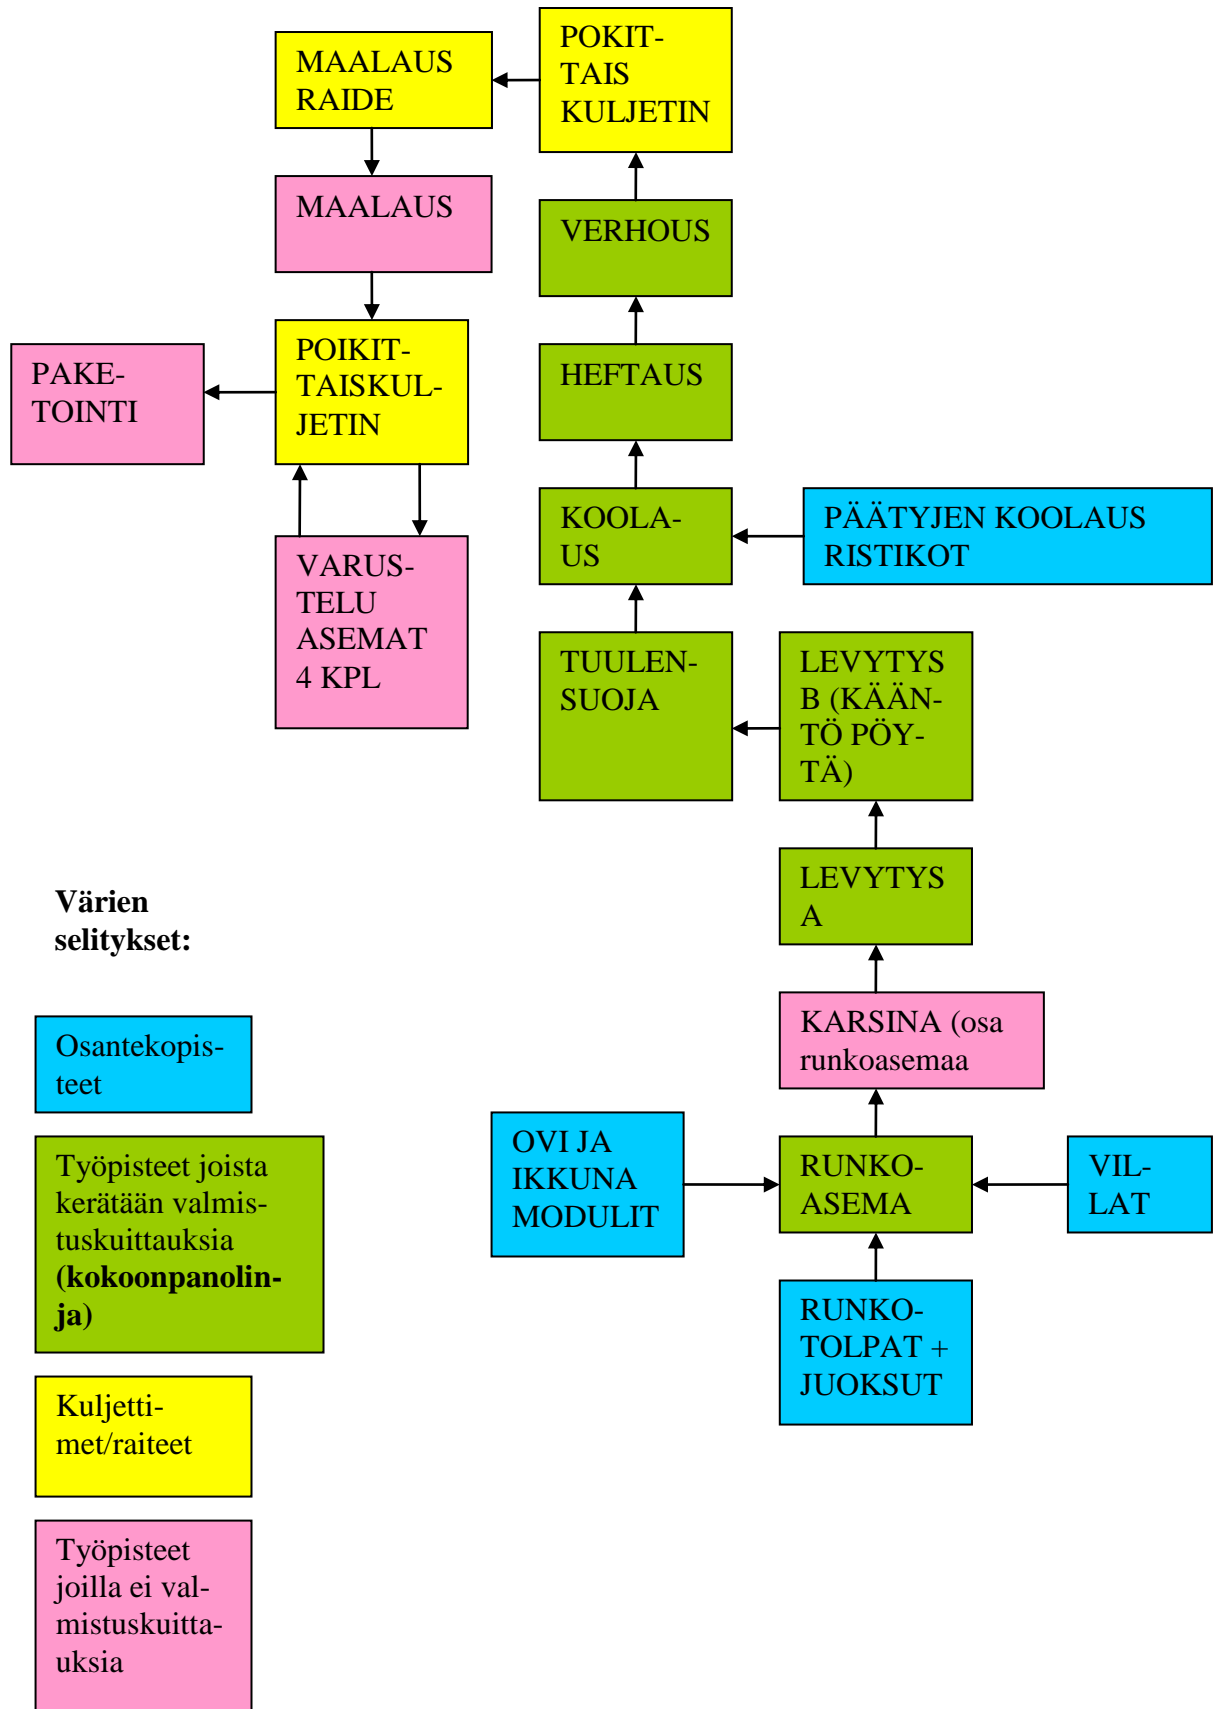 POKIT-
TAIS
KULJETIN
MAALAUS
RAIDE
MAALAUS
VERHOUS
POIKIT-
TAISKUL-
JETIN
PAKE-
TOINTI
HEFTAUS
KOOLA-
US
PÄÄTYJEN KOOLAUS
RISTIKOT
VARUS-
TELU
ASEMAT
4 KPL
TUULEN-
SUOJA
LEVYTYS
B (KÄÄN-
TÖ PÖY-
TÄ)
LEVYTYS
A
Värien
selitykset:
KARSINA (osa
runkoasemaa
Osantekopis-
teet
OVI JA
IKKUNA
MODULIT
RUNKO-
ASEMA
VIL-
LAT
Työpisteet joista
kerätään valmis-
tuskuittauksia
(kokoonpanolin-
ja)
RUNKO-
TOLPAT +
JUOKSUT
Kuljetti-
met/raiteet
Työpisteet
joilla ei val-
mistuskuitta-
uksia